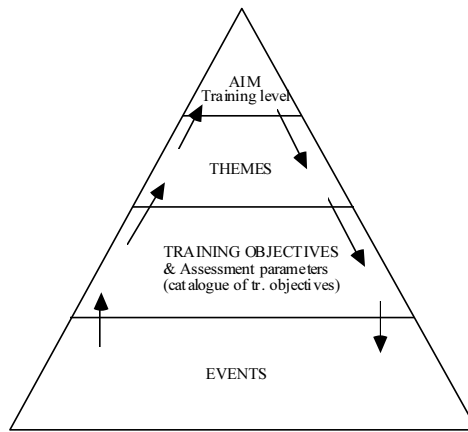 AIM
Training level
THEMES
TRAINING OBJECTIVES
& Assessment parameters
(catalogue of tr. objectives)
EVENTS